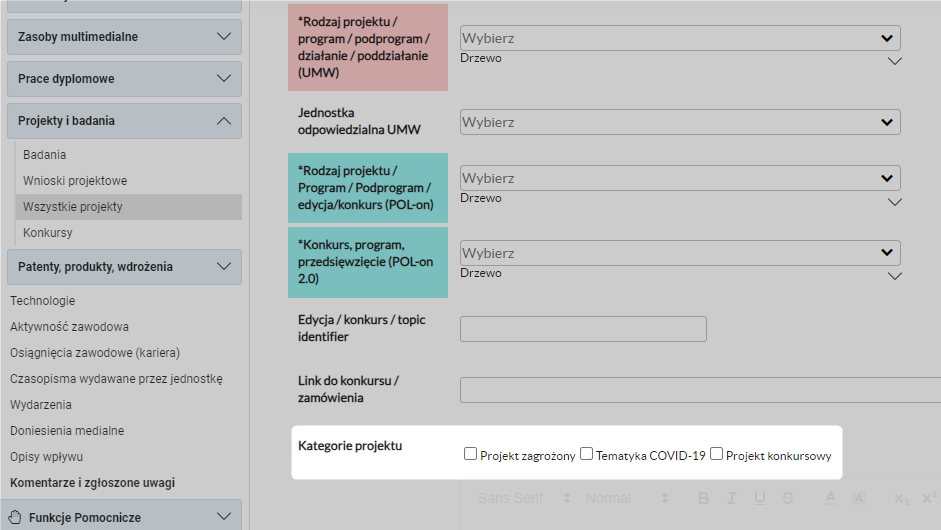 Zasoby multimedialne
Prace dyplomowe
Projekty i badania
Badania
Wnioski projektowe
Wszystkie projekty
Konkursy
Patenty, produkty, wdrożenia
Technologie
Aktywność zawodowa
Osiągnięcia zawodowe (kariera)
Czasopisma wydawane przez jednostkę
Wydarzenia
Doniesienia medialne
Opisy wpływu
Komentarze i zgłoszone uwagi
Funkcje Pomocnicze
*Rodzaj projektu /
program / podprogram /
działanie / poddziałanie
(UMW)
Wybierz
Drzewo
Jednostka
odpowiedzialna UMW
Wybierz
*Rodzaj projektu /
Program / Podprogram /
edycja/konkurs (POL-on)
Wybierz
Drzewo
*Konkurs, program,
przedsięwzięcie (POL-on
2.0)
Wybierz
Drzewo
Edycja / konkurs / topic
identifier
Link do konkursu /
zamówienia
Kategorie projektu
Projekt zagrożony Tematyka COVID-19 Projekt konkursowy
Sans Serif Normal B I U S A A x₂ x¹